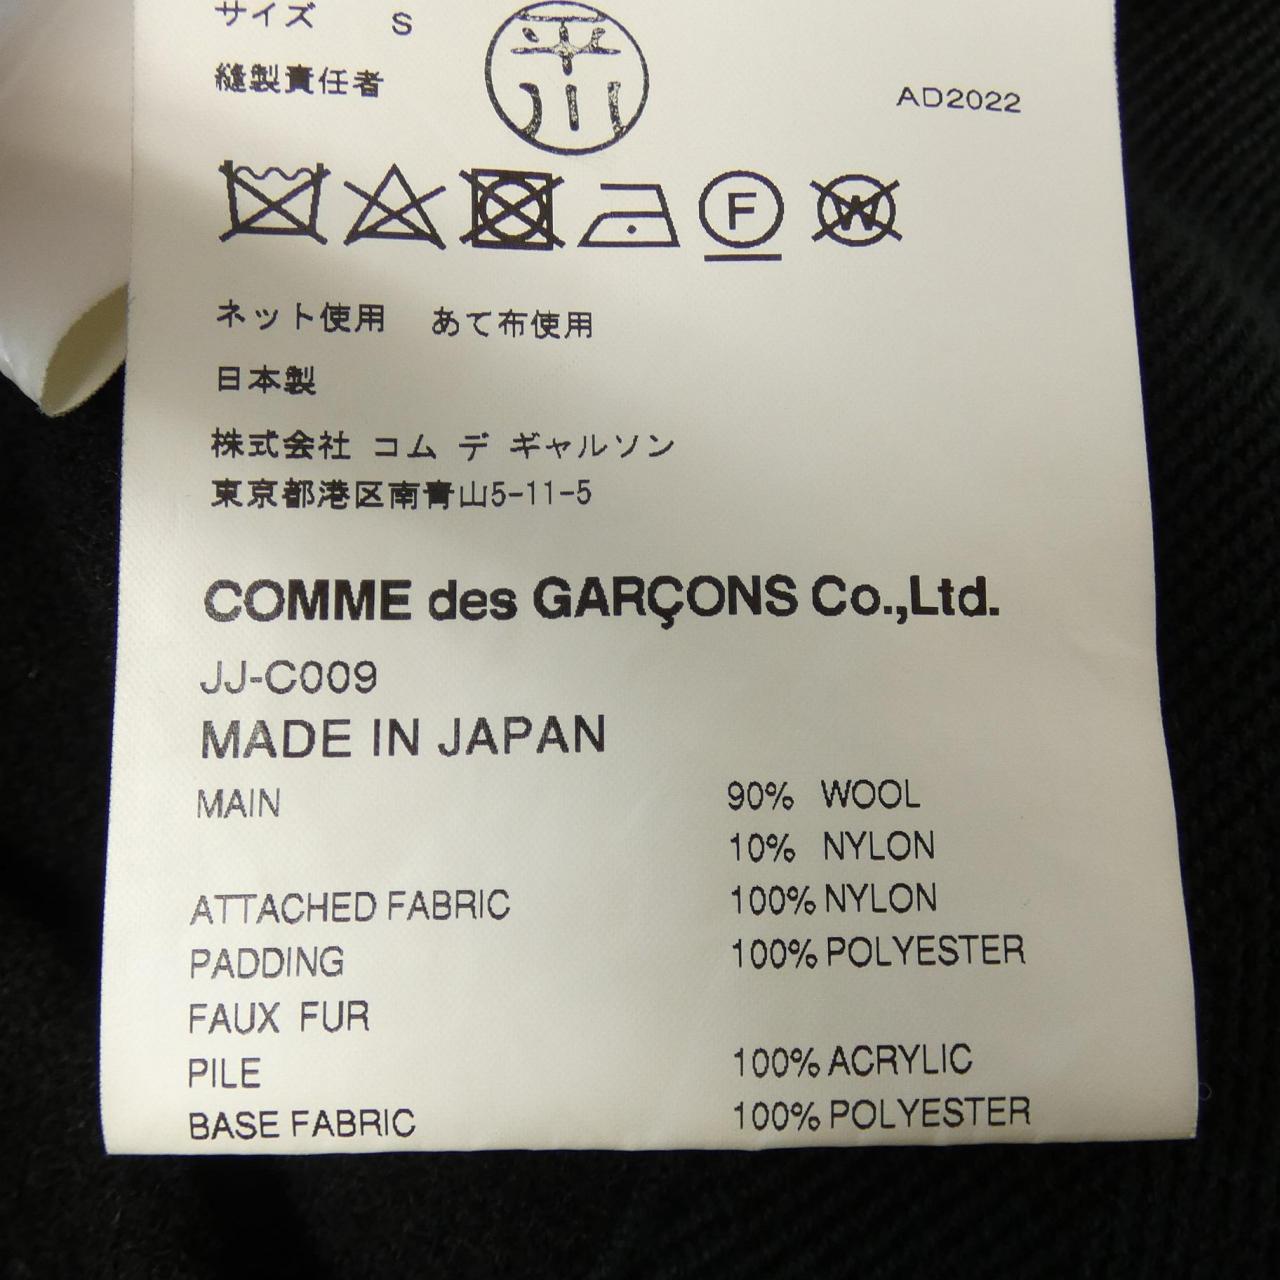 サイズ S
平川
縫製責任者
AD2022
F
W
ネット使用 あて布使用
日本製
株式会社 コム デ ギャルソン
東京都港区南青山5-11-5
COMME des GARÇONS Co.,Ltd.
JJ-C009
MADE IN JAPAN
MAIN 90% WOOL
10% NYLON
ATTACHED FABRIC 100% NYLON
PADDING 100% POLYESTER
FAUX FUR
PILE 100% ACRYLIC
BASE FABRIC 100% POLYESTER